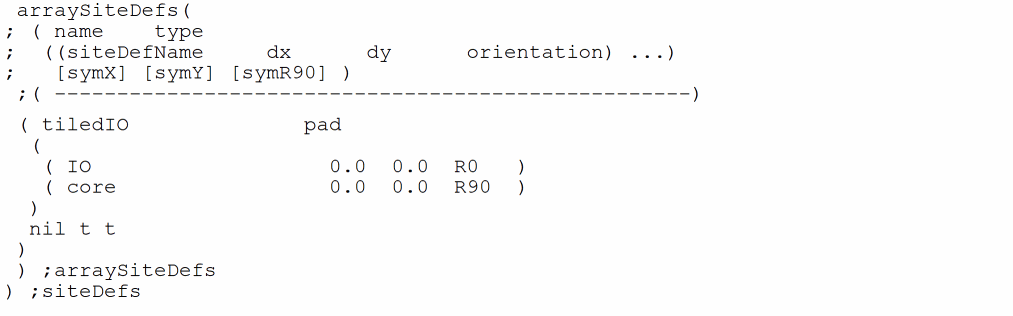 arraySiteDefs(
; ( name    type
;  ((siteDefName     dx      dy      orientation) ...)
;   [symX] [symY] [symR90] )
;( ---------------------------------------------------)
( tiledIO              pad
(
( IO                   0.0  0.0  R0   )
( core                 0.0  0.0  R90  )
)
nil t t
)
) ;arraySiteDefs
) ;siteDefs